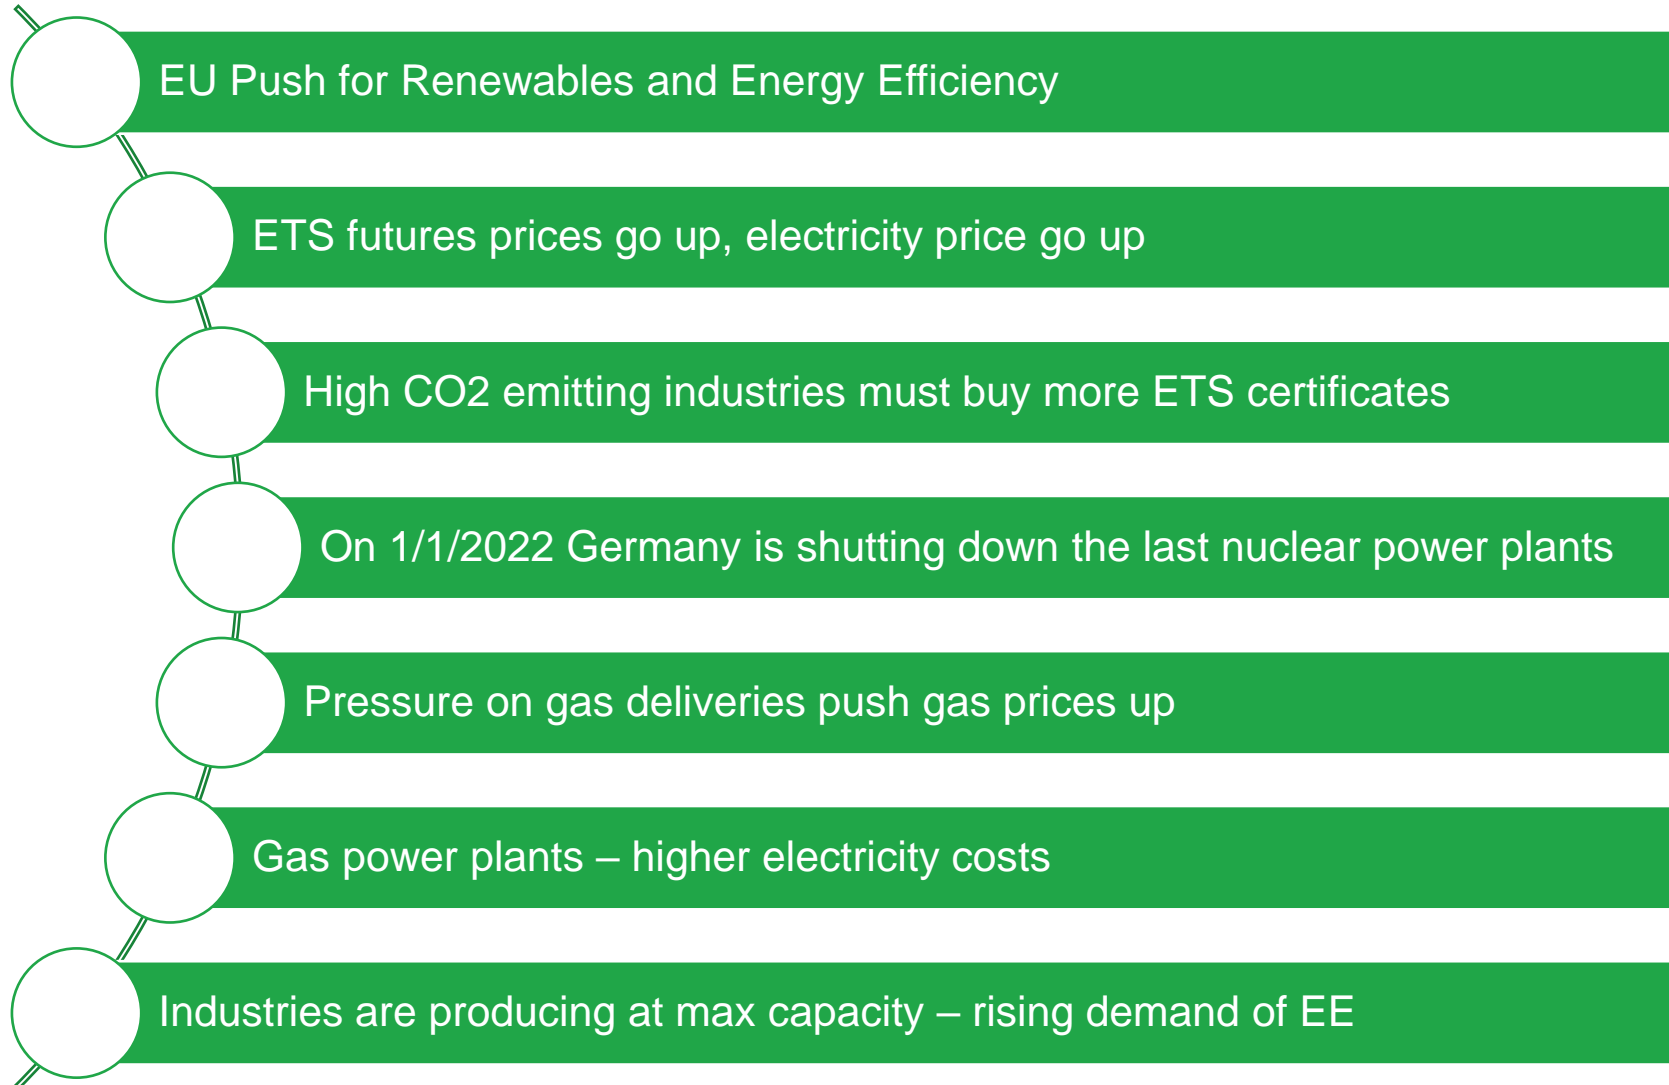 EU Push for Renewables and Energy Efficiency
ETS futures prices go up, electricity price go up
High CO2 emitting industries must buy more ETS certificates
On 1/1/2022 Germany is shutting down the last nuclear power plants
Pressure on gas deliveries push gas prices up
Gas power plants – higher electricity costs
Industries are producing at max capacity – rising demand of EE